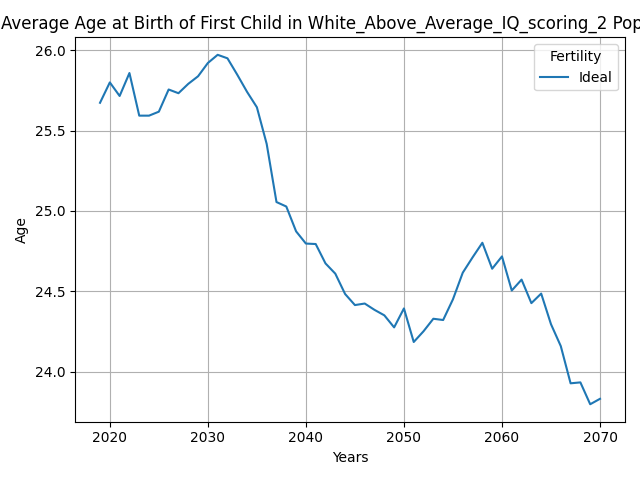 Average Age at Birth of First Child in White_Above_Average_IQ_scoring_2 Pop
Fertility
Ideal
26.0
25.5
25.0
24.5
24.0
Age
2020 2030 2040 2050 2060 2070
Years